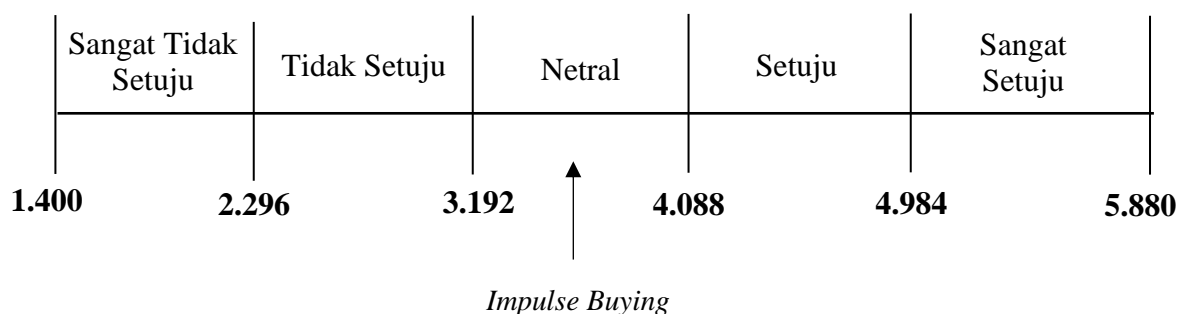 Sangat Tidak
Setuju
Tidak Setuju
Netral
Setuju
Sangat
Setuju
1.400
2.296
3.192
4.088
4.984
5.880
Impulse Buying